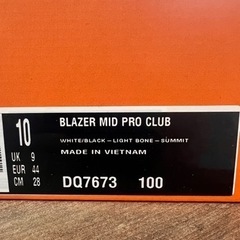 10
UK 9
EUR 44
CM 28
BLAZER MID PRO CLUB
WHITE/BLACK – LIGHT BONE – SUMMIT
MADE IN VIETNAM
DQ7673 100